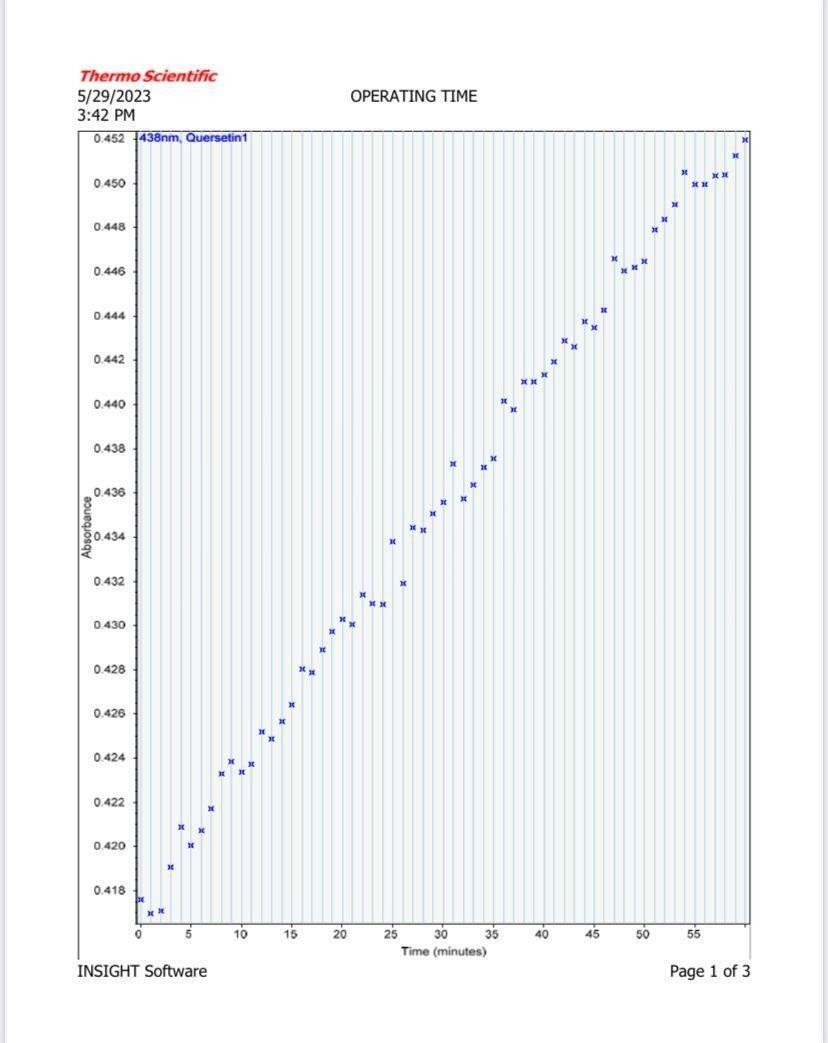 Thermo Scientific
5/29/2023
OPERATING TIME
3:42 PM
438nm, Quersetin1
0.452
0.450
0.448
0.446
0.444
0.442
0.440
0.438
0.436
0.434
0.432
0.430
0.428
0.426
0.424
0.422
0.420
0.418
Absorbance
0 5 10 15 20 25 30 35 40 45 50 55
Time (minutes)
INSIGHT Software
Page 1 of 3